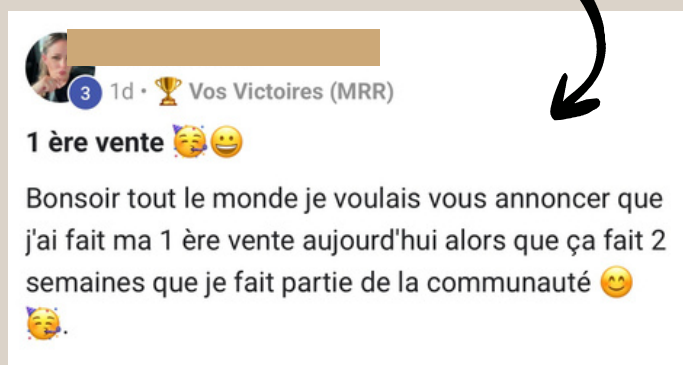 3 1d • 🏆 Vos Victoires (MRR)
1 ère vente 🥳😀
Bonsoir tout le monde je voulais vous annoncer que
j'ai fait ma 1 ère vente aujourd'hui alors que ça fait 2
semaines que je fait partie de la communauté 😊
🥳.